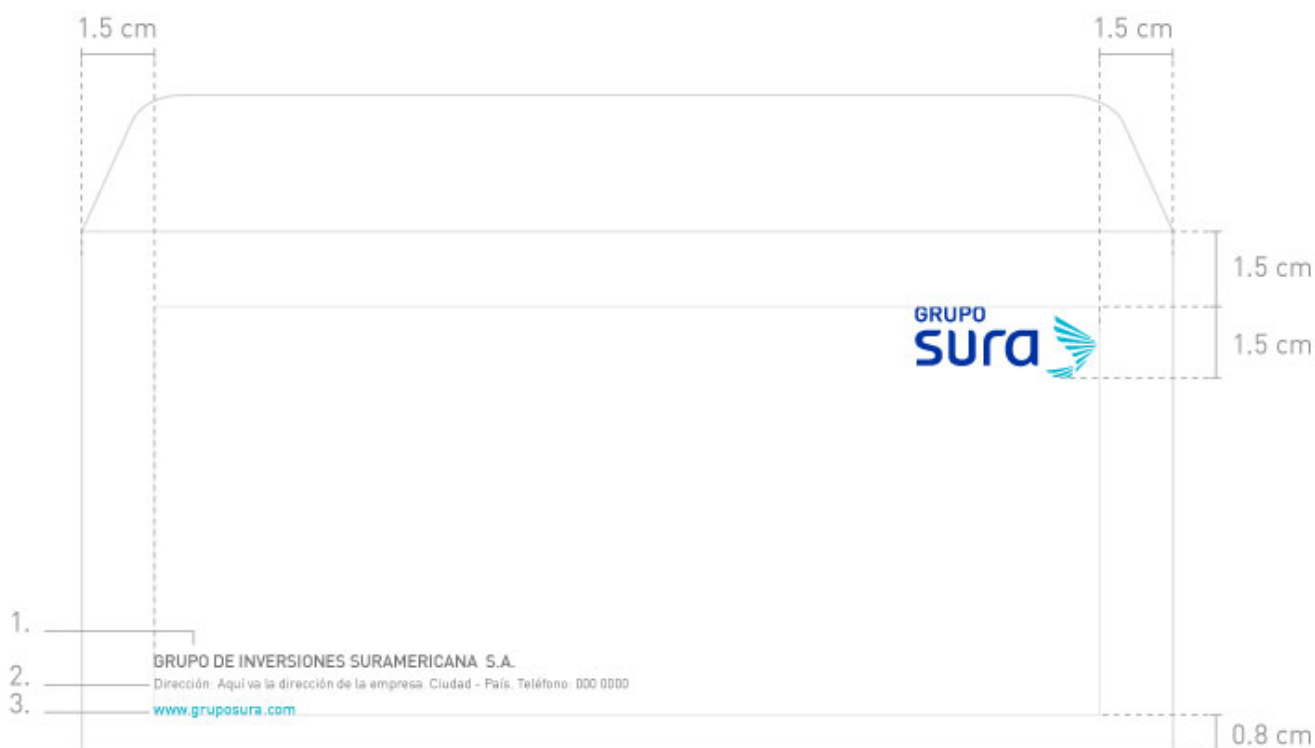 1.5 cm
1.5 cm
1.5 cm
GRUPO
sura
1.5 cm
1.
GRUPO DE INVERSIONES SURAMERICANA S.A.
2.
Dirección: Aquí va la dirección de la empresa. Ciudad - País. Teléfono: 000 0000
3.
www.gruposura.com
0.8 cm